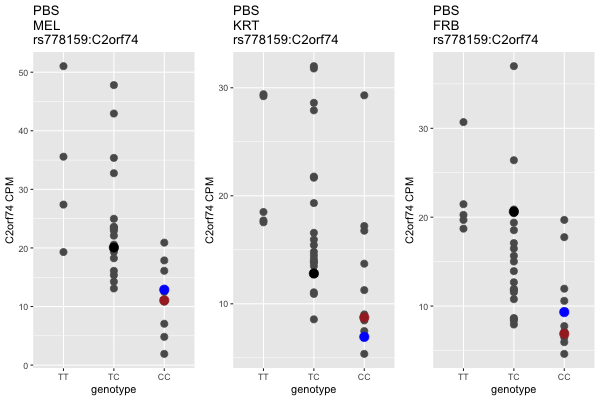 PBS
MEL
rs778159:C2orf74
50
40
30
20
10
0
C2orf74 CPM
TT TC CC
genotype
PBS
KRT
rs778159:C2orf74
30
20
10
C2orf74 CPM
TT TC CC
genotype
PBS
FRB
rs778159:C2orf74
30
20
10
C2orf74 CPM
TT TC CC
genotype